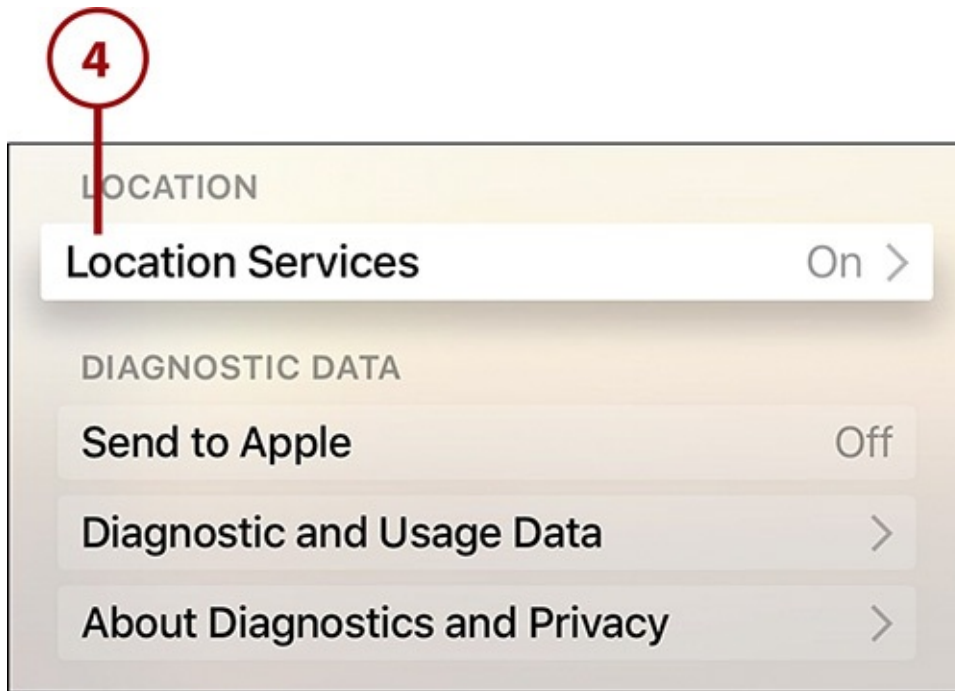 4
LOCATION
Location Services On >
DIAGNOSTIC DATA
Send to Apple Off
Diagnostic and Usage Data >
About Diagnostics and Privacy >